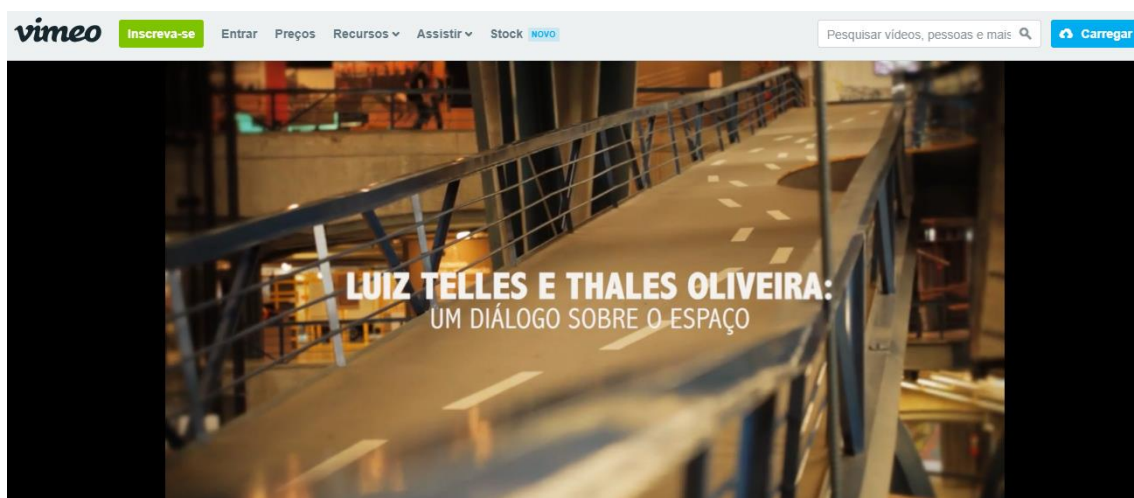 vimeo Inscreva-se Entrar Preços Recursos Assistir Stock NOVO Pesquisar vídeos, pessoas e mais Carregar
LUIZ TELLES E THALES OLIVEIRA:
UM DIÁLOGO SOBRE O ESPAÇO